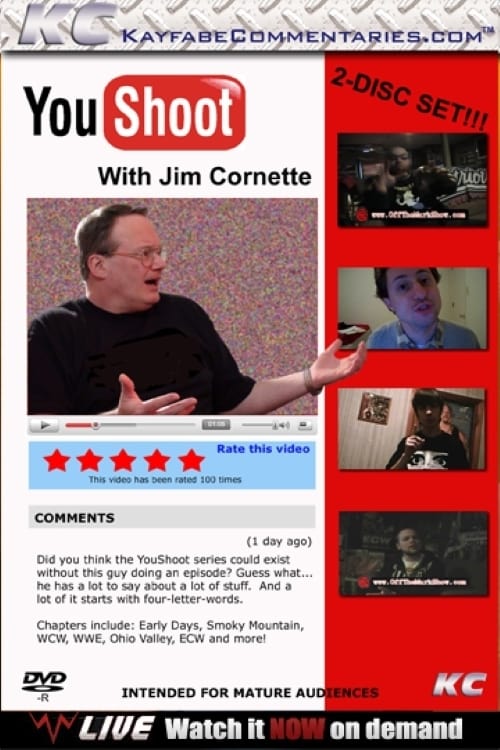 KC KAYFABECOMMENTARIES.COM™
2-DISC SET!!!
You Shoot
With Jim Cornette
www.OffTheMarkShow.com
01:05
Rate this video
This video has been rated 100 times
COMMENTS
(1 day ago)
Did you think the YouShoot series could exist
without this guy doing an episode? Guess what...
he has a lot to say about a lot of stuff.  And a
lot of it starts with four-letter-words.
Chapters include: Early Days, Smoky Mountain,
WCW, WWE, Ohio Valley, ECW and more!
www.OffTheMarkShow.com
DVD
-R
INTENDED FOR MATURE AUDIENCES
KC
LIVE Watch it NOW on demand